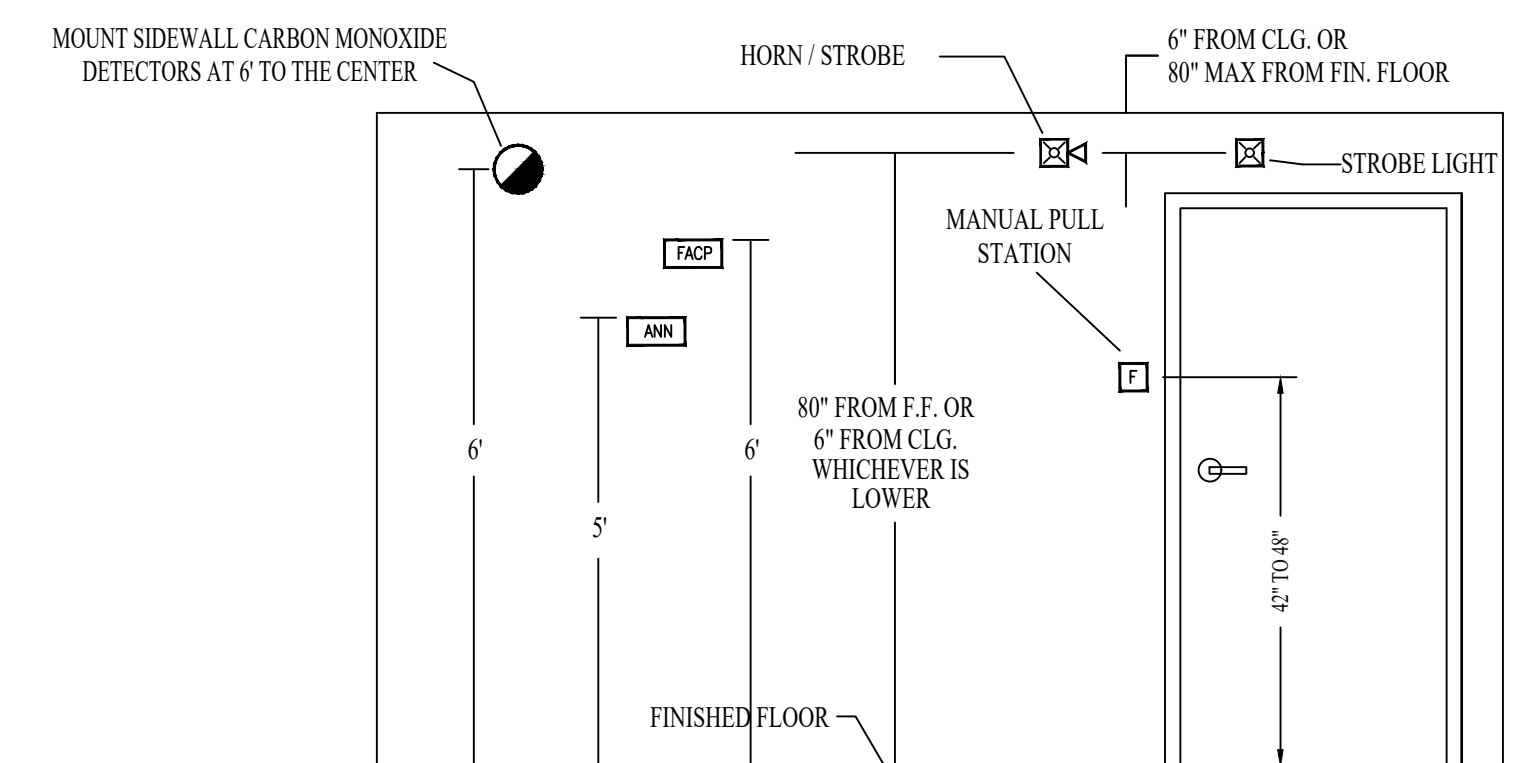 MOUNT SIDEWALL CARBON MONOXIDE
DETECTORS AT 6' TO THE CENTER
HORN / STROBE
6" FROM CLG. OR
80" MAX FROM FIN. FLOOR
STROBE LIGHT
MANUAL PULL
STATION
FACP
ANN
F
80" FROM F.F. OR
6" FROM CLG.
WHICHEVER IS
LOWER
6'
6'
5'
42" TO 48"
FINISHED FLOOR